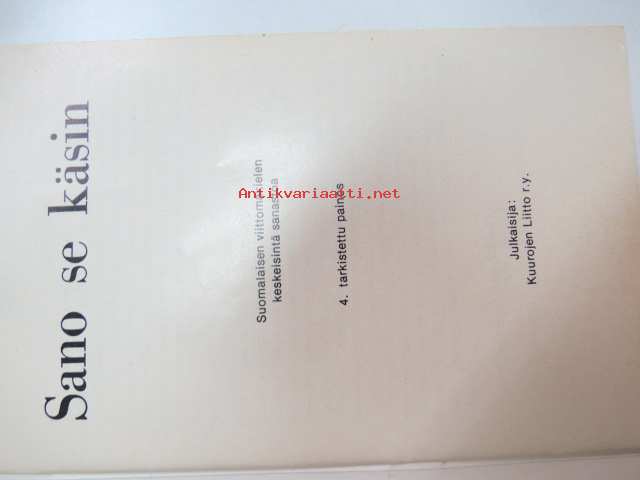 Sano se käsin
Suomalaisen viittomakielen
keskeisintä sanastoa
4. tarkistettu painos
Julkaisija:
Kuurojen Liitto r.y.
Antikvariaatti.net